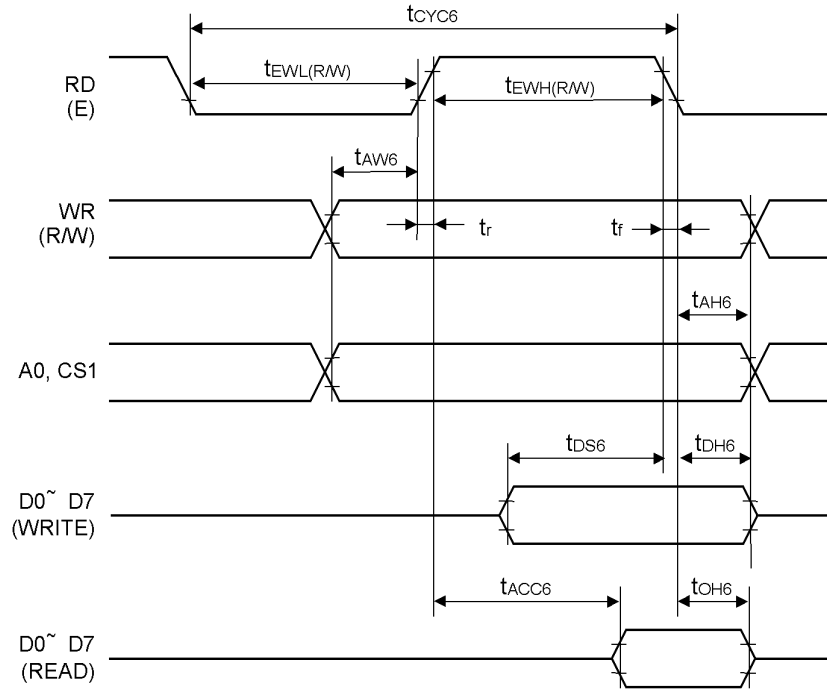 tCYC6
RD
(E)
tEWL(R/W)
tEWH(R/W)
tAW6
WR
(R/W)
tr
tf
tAH6
A0, CS1
tDS6
tDH6
D0~ D7
(WRITE)
tACC6
tOH6
D0~ D7
(READ)